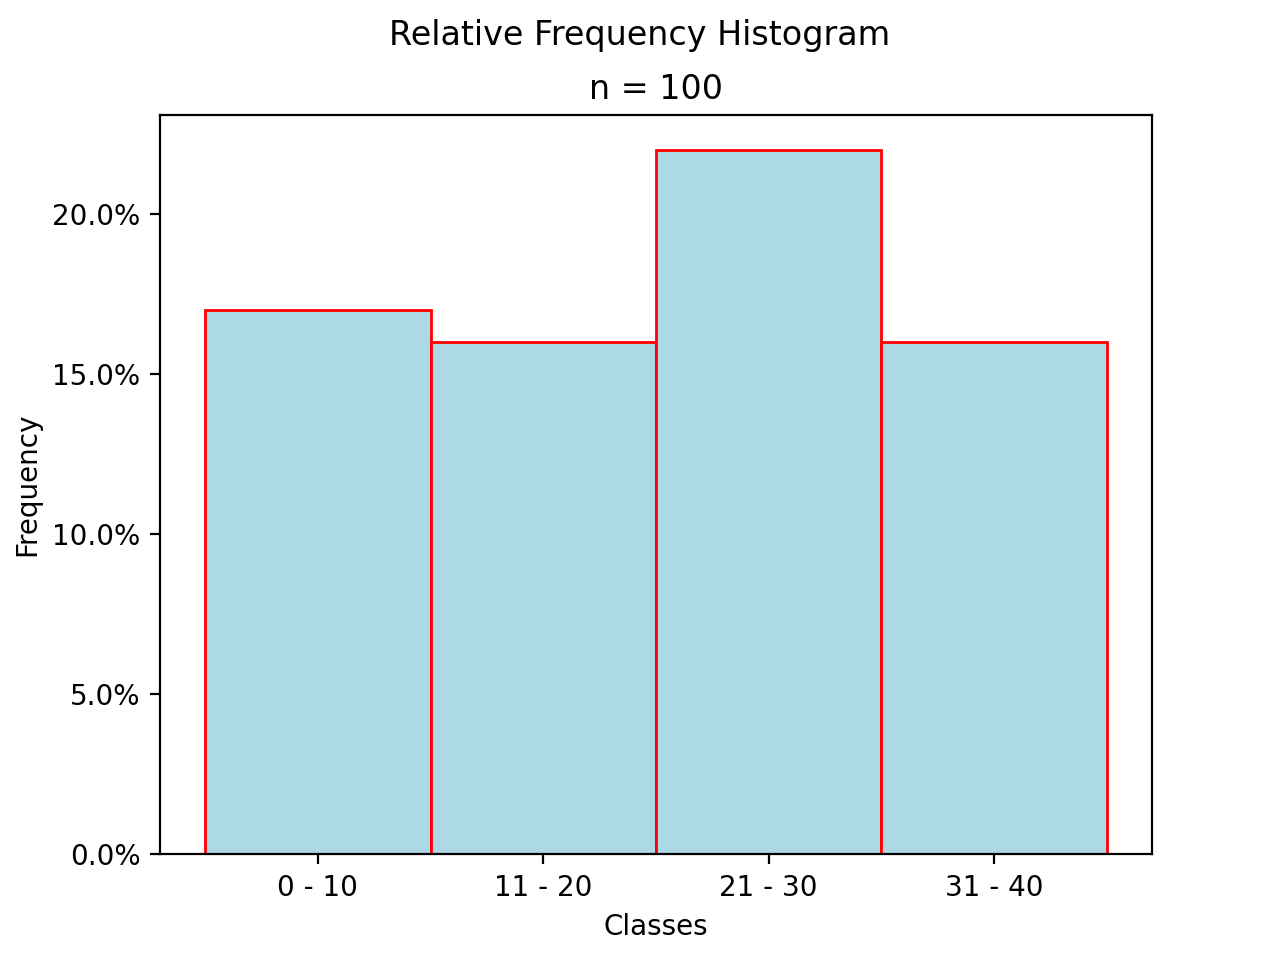 Relative Frequency Histogram
n = 100
20.0%
15.0%
10.0%
5.0%
0.0%
Frequency
0 - 10
11 - 20
21 - 30
31 - 40
Classes